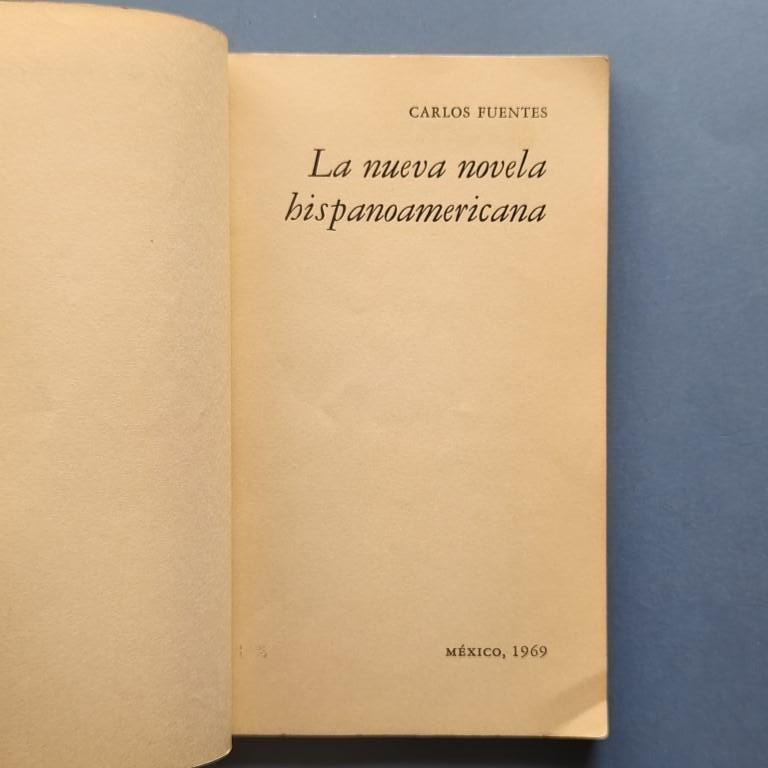 CARLOS FUENTES
La nueva novela
hispanoamericana
MÉXICO, 1969